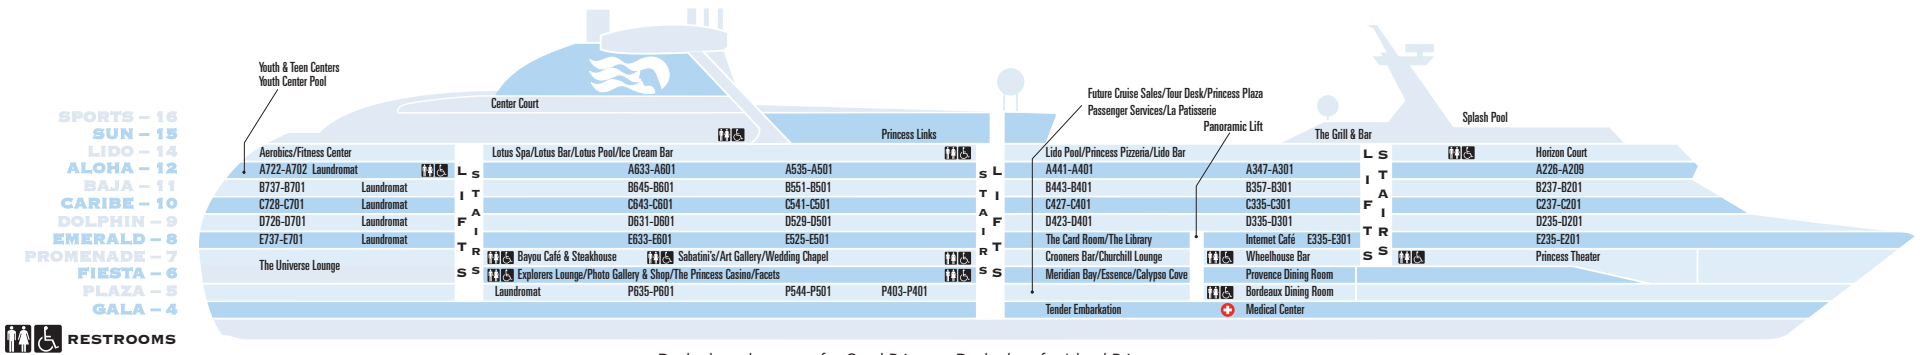 Youth & Teen Centers
Youth Center Pool
Center Court
Future Cruise Sales/Tour Desk/Princess Plaza
Passenger Services/La Patisserie
Panoramic Lift
Splash Pool
SPORTS – 16
SUN – 15
Princess Links
The Grill & Bar
LIDO – 14
Aerobics/Fitness Center
Lotus Spa/Lotus Bar/Lotus Pool/Ice Cream Bar
Lido Pool/Princess Pizzeria/Lido Bar
Horizon Court
ALOHA – 12
A722-A702 Laundromat
A633-A601
A535-A501
A441-A401
A347-A301
A226-A209
BAJA – 11
B737-B701
Laundromat
B645-B601
B551-B501
B443-B401
B357-B301
B237-B201
CARIBE – 10
C728-C701
Laundromat
C643-C601
C541-C501
C427-C401
C335-C301
C237-C201
DOLPHIN – 9
D726-D701
Laundromat
D631-D601
D529-D501
D423-D401
D335-D301
D235-D201
EMERALD – 8
E737-E701
Laundromat
E633-E601
E525-E501
The Card Room/The Library
Internet Café E335-E301
E235-E201
PROMENADE – 7
The Universe Lounge
Bayou Café & Steakhouse
Sabatini's/Art Gallery/Wedding Chapel
Crooners Bar/Churchill Lounge
Wheelhouse Bar
Princess Theater
FIESTA – 6
Explorers Lounge/Photo Gallery & Shop/The Princess Casino/Facets
Meridian Bay/Essence/Calypso Cove
Provence Dining Room
PLAZA – 5
Laundromat
P635-P601
P544-P501
P403-P401
Bordeaux Dining Room
GALA – 4
Tender Embarkation
Medical Center
LIFTS
STAIRS
STAIRS
LIFTS
LIFTS
STAIRS
RESTROOMS